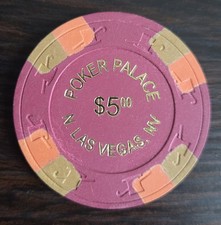 POKER PALACE
$5.00
N. LAS VEGAS, NV